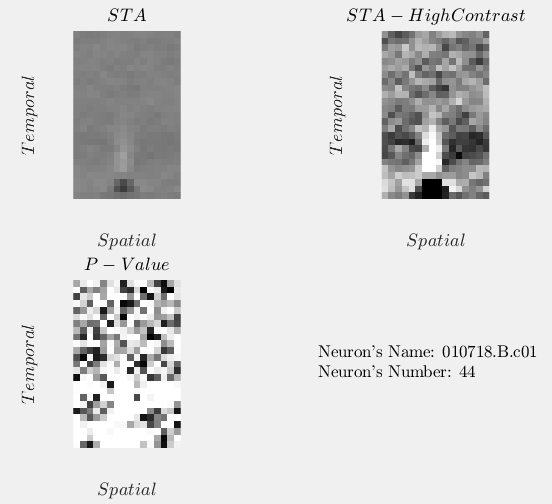 STA
STA − HighContrast
Temporal
Temporal
Spatial
Spatial
P − Value
Temporal
Neuron's Name: 010718.B.c01
Neuron's Number: 44
Spatial